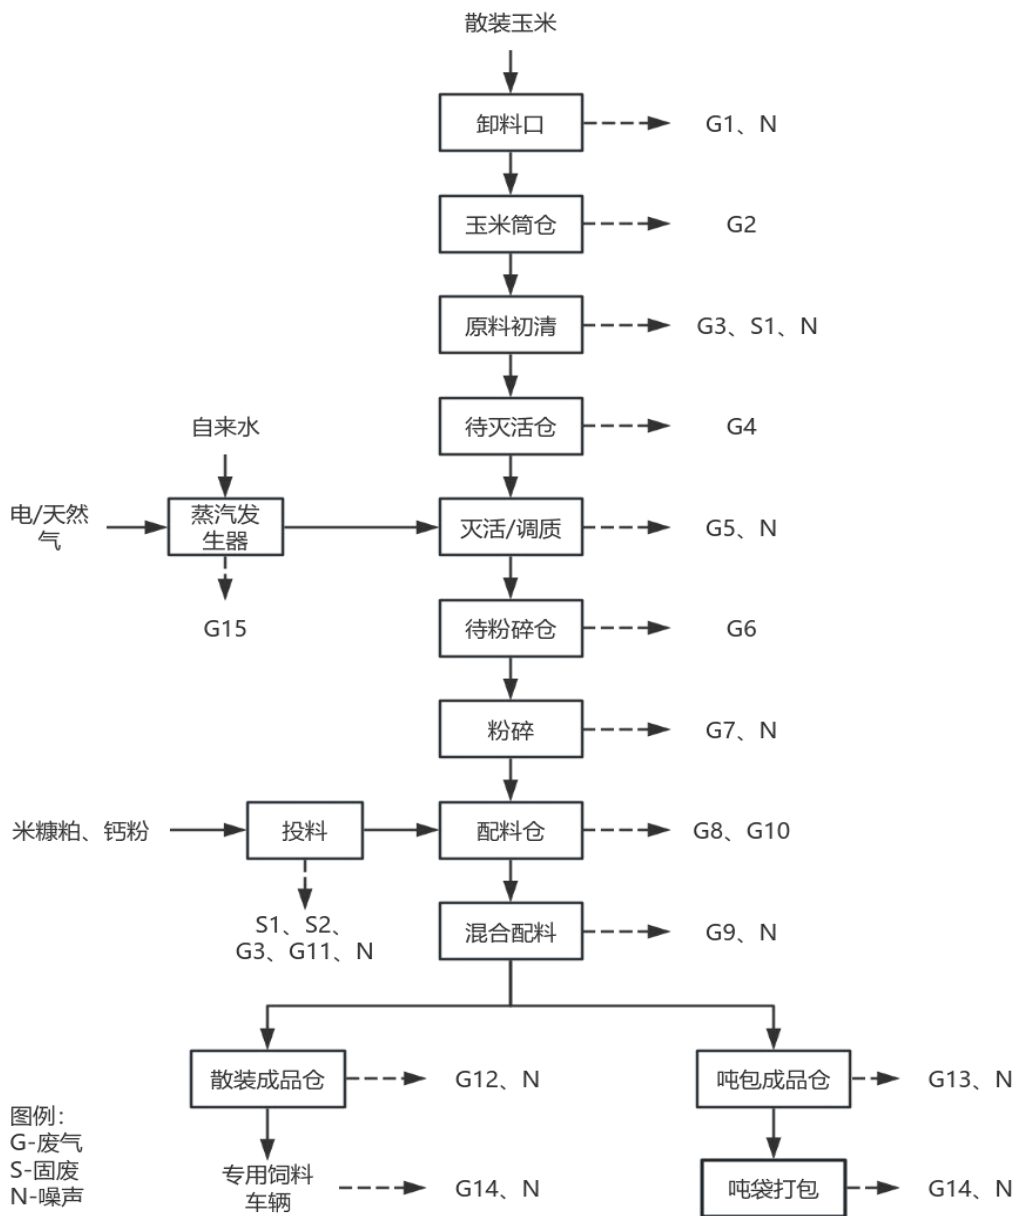 散装玉米
卸料口
G1、N
玉米筒仓
G2
原料初清
G3、S1、N
待灭活仓
G4
自来水
电/天然
气
蒸汽发
生器
灭活/调质
G5、N
G15
待粉碎仓
G6
粉碎
G7、N
米糠粕、钙粉
投料
配料仓
G8、G10
S1、S2、
G3、G11、N
混合配料
G9、N
散装成品仓
G12、N
吨包成品仓
G13、N
图例：
G-废气
S-固废
N-噪声
专用饲料
车辆
G14、N
吨袋打包
G14、N